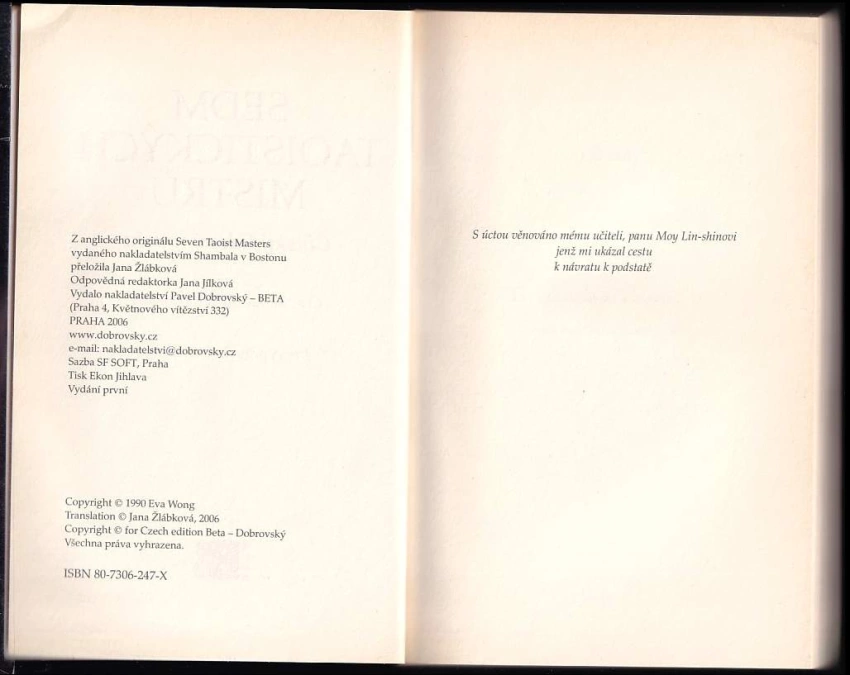 Z anglického originálu Seven Taoist Masters
vydaného nakladatelstvím Shambala v Bostonu
přeložila Jana Žlábková
Odpovědná redaktorka Jana Jílková
Vydalo nakladatelství Pavel Dobrovský – BETA
(Praha 4, Květnového vítězství 332)
PRAHA 2006
www.dobrovsky.cz
e-mail: nakladatelstvi@dobrovsky.cz
Sazba SF SOFT, Praha
Tisk Ekon Jihlava
Vydání první
Copyright © 1990 Eva Wong
Translation © Jana Žlábková, 2006
Copyright © for Czech edition Beta – Dobrovský
Všechna práva vyhrazena.
ISBN 80-7306-247-X
S úctou věnováno mému učiteli, panu Moy Lin-shinovi
jenž mi ukázal cestu
k návratu k podstatě